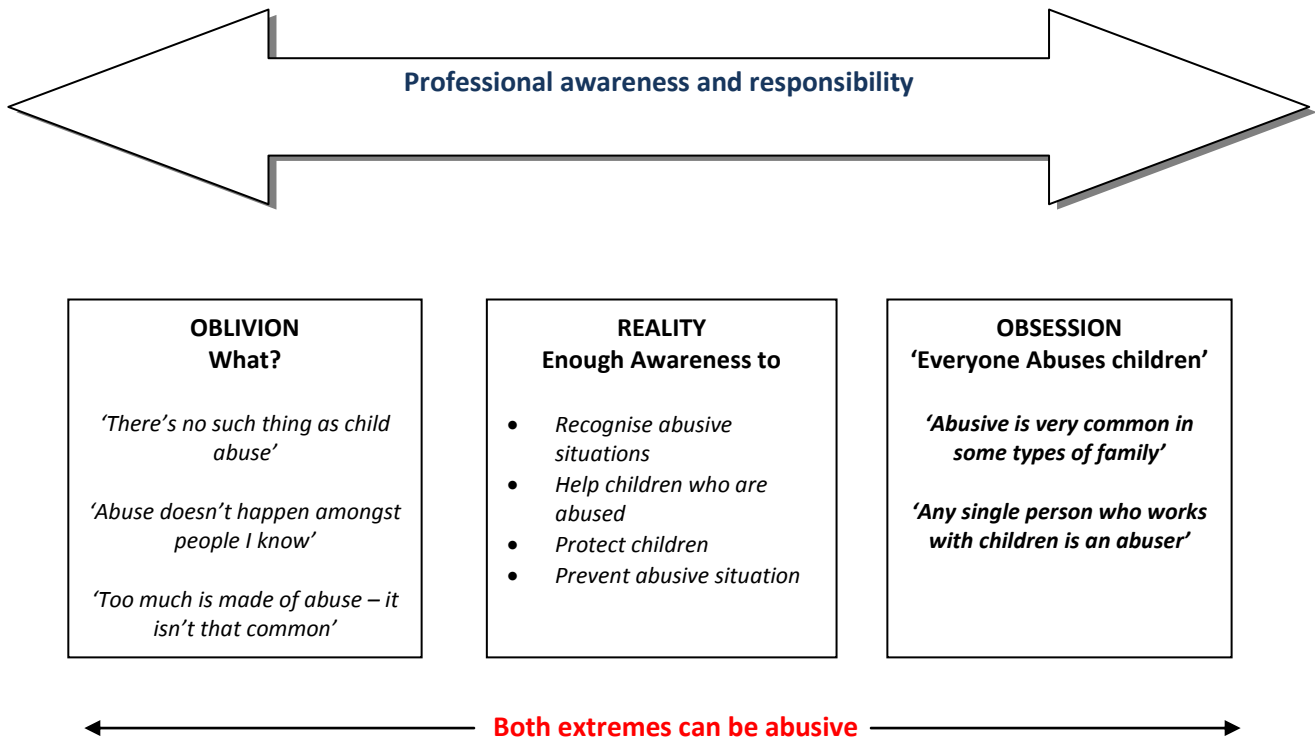 Professional awareness and responsibility
OBLIVION
What?
‘There’s no such thing as child
abuse’
‘Abuse doesn’t happen amongst
people I know’
‘Too much is made of abuse – it
isn’t that common’
REALITY
Enough Awareness to
• Recognise abusive
situations
• Help children who are
abused
• Protect children
• Prevent abusive situation
OBSESSION
‘Everyone Abuses children’
‘Abusive is very common in
some types of family’
‘Any single person who works
with children is an abuser’
Both extremes can be abusive